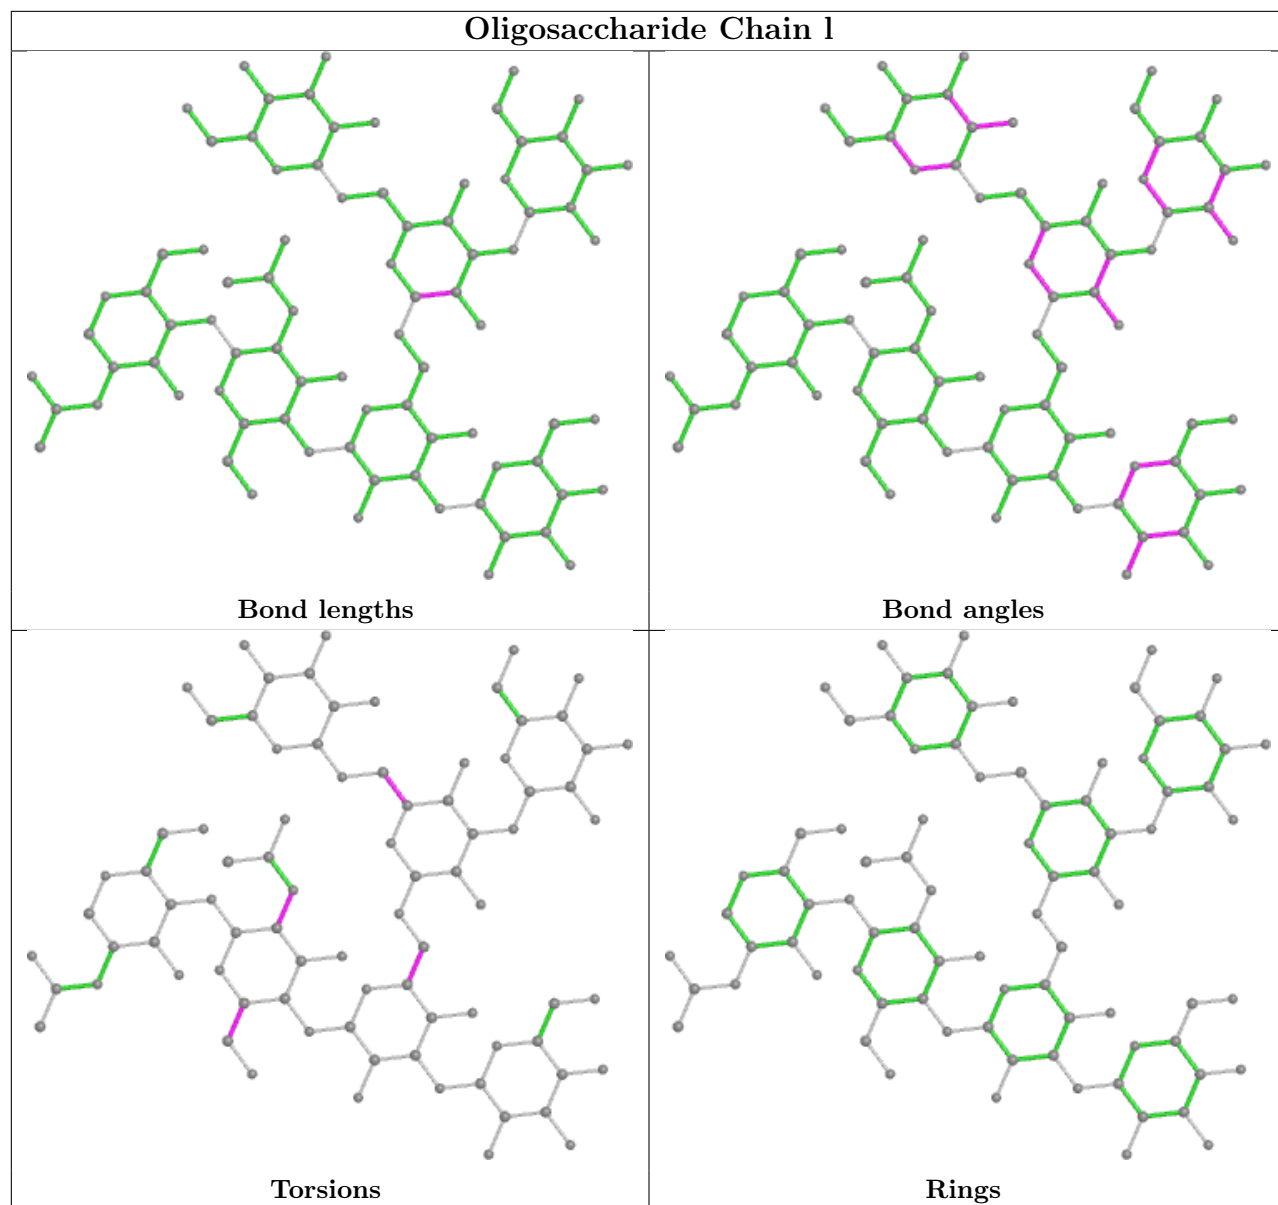 Oligosaccharide Chain l
Bond lengths
Bond angles
Torsions
Rings